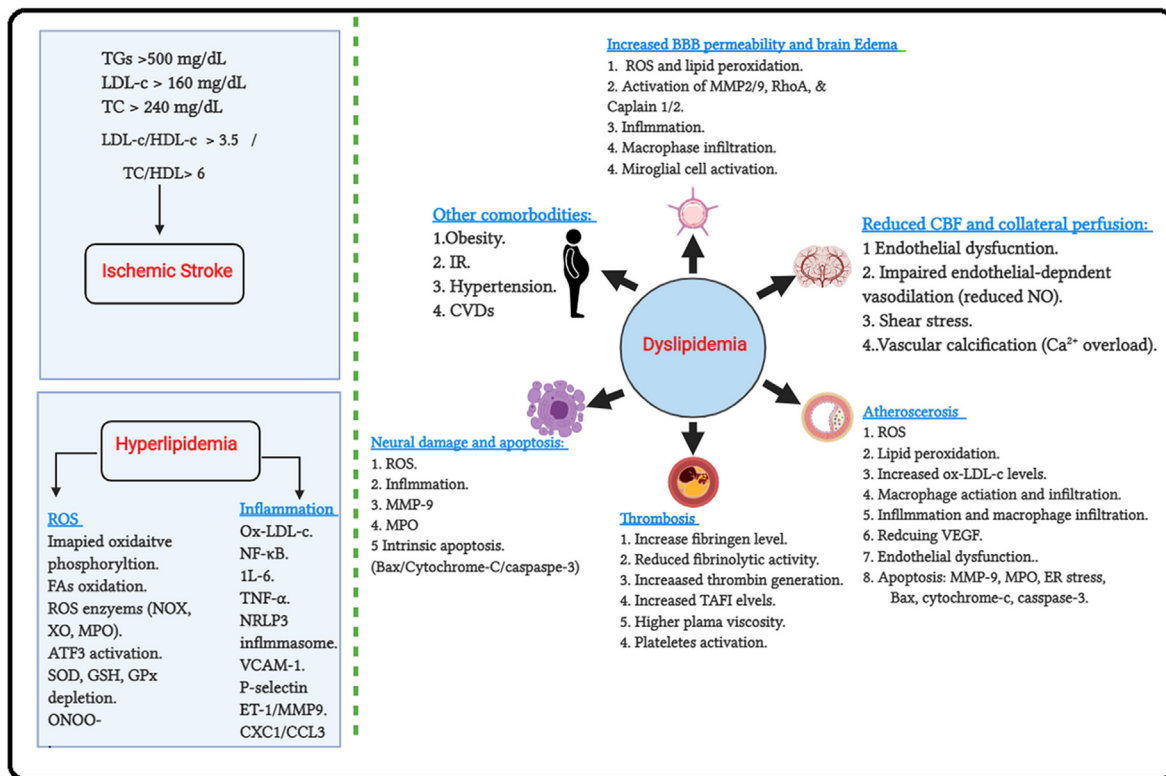 TGs >500 mg/dL
LDL-c > 160 mg/dL
TC > 240 mg/dL
LDL-c/HDL-c > 3.5 /
TC/HDL> 6
Ischemic Stroke
Hyperlipidemia
ROS
Imapied oxidaitve
phosphoryltion.
FAs oxidation.
ROS enzyems (NOX,
XO, MPO).
ATF3 activation.
SOD, GSH, GPx
depletion.
ONOO-
.
Inflammation
Ox-LDL-c.
NF-κB.
1L-6.
TNF-α.
NRLP3
inflmmasome.
VCAM-1.
P-selectin
ET-1/MMP9.
CXC1/CCL3
Increased BBB permeability and brain Edema
1. ROS and lipid peroxidation.
2. Activation of MMP2/9, RhoA, &
Caplain 1/2.
3. Inflmmation.
4. Macrophase infiltration.
4. Miroglial cell activation.
Other comorbodities:
1.Obesity.
2. IR.
3. Hypertension.
4. CVDs
Dyslipidemia
Reduced CBF and collateral perfusion:
1 Endothelial dysfucntion.
2. Impaired endothelial-depndent
vasodilation (reduced NO).
3. Shear stress.
4..Vascular calcification (Ca²⁺ overload).
Neural damage and apoptosis:
1. ROS.
2. Inflmmation.
3. MMP-9
4. MPO
5 Intrinsic apoptosis.
(Bax/Cytochrome-C/caspaspe-3)
Thrombosis
1. Increase fibringen level.
2. Reduced fibrinolytic activity.
3. Increaased thrombin generation.
4. Increased TAFI elvels.
5. Higher plama viscosity.
4. Plateletes activation.
Atheroscerosis
1. ROS
2. Lipid peroxidation.
3. Increased ox-LDL-c levels.
4. Macrophage actiation and infiltration.
5. Infllmmation and macrophage infiltration.
6. Redcuing VEGF.
7. Endothelial dysfunction..
8. Apoptosis: MMP-9, MPO, ER stress,
Bax, cytochrome-c, casspase-3.